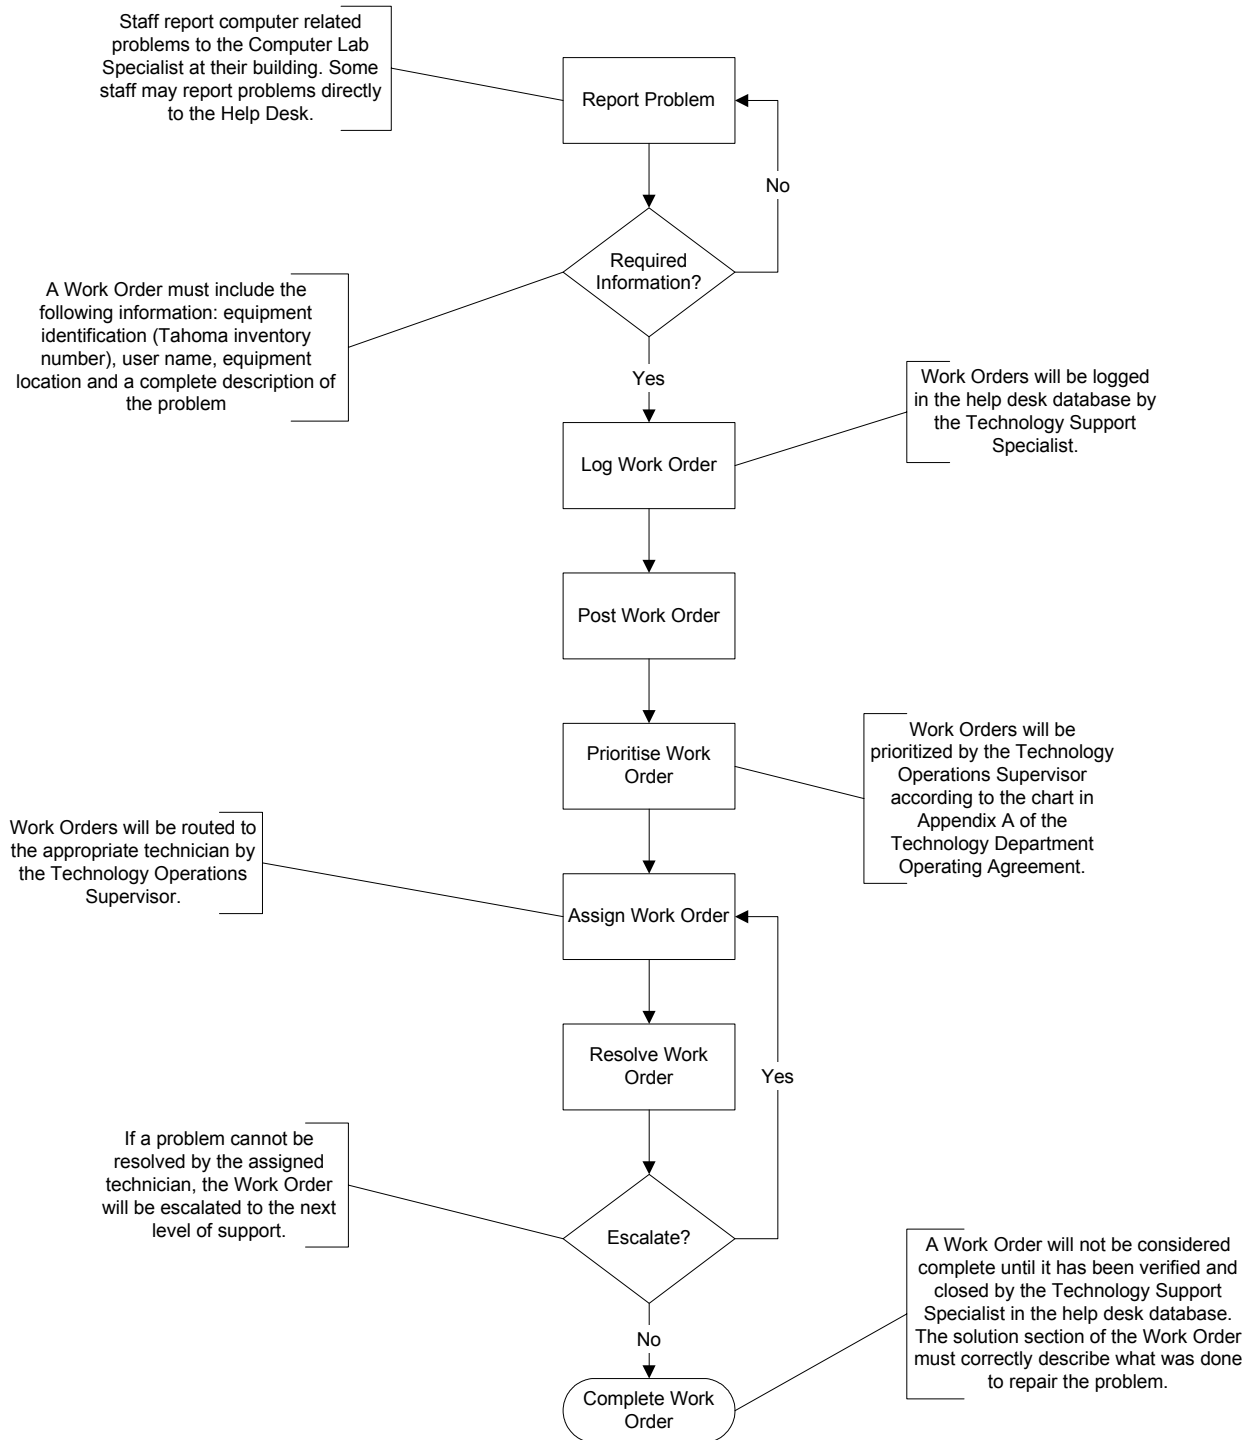 Staff report computer related
problems to the Computer Lab
Specialist at their building. Some
staff may report problems directly
to the Help Desk.
Report Problem
No
Required
Information?
A Work Order must include the
following information: equipment
identification (Tahoma inventory
number), user name, equipment
location and a complete description of
the problem
Yes
Work Orders will be logged
in the help desk database by
the Technology Support
Specialist.
Log Work Order
Post Work Order
Prioritise Work
Order
Work Orders will be
prioritized by the Technology
Operations Supervisor
according to the chart in
Appendix A of the
Technology Department
Operating Agreement.
Work Orders will be routed to
the appropriate technician by
the Technology Operations
Supervisor.
Assign Work Order
Resolve Work
Order
Yes
If a problem cannot be
resolved by the assigned
technician, the Work Order
will be escalated to the next
level of support.
Escalate?
A Work Order will not be considered
complete until it has been verified and
closed by the Technology Support
Specialist in the help desk database.
The solution section of the Work Order
must correctly describe what was done
to repair the problem.
No
Complete Work
Order